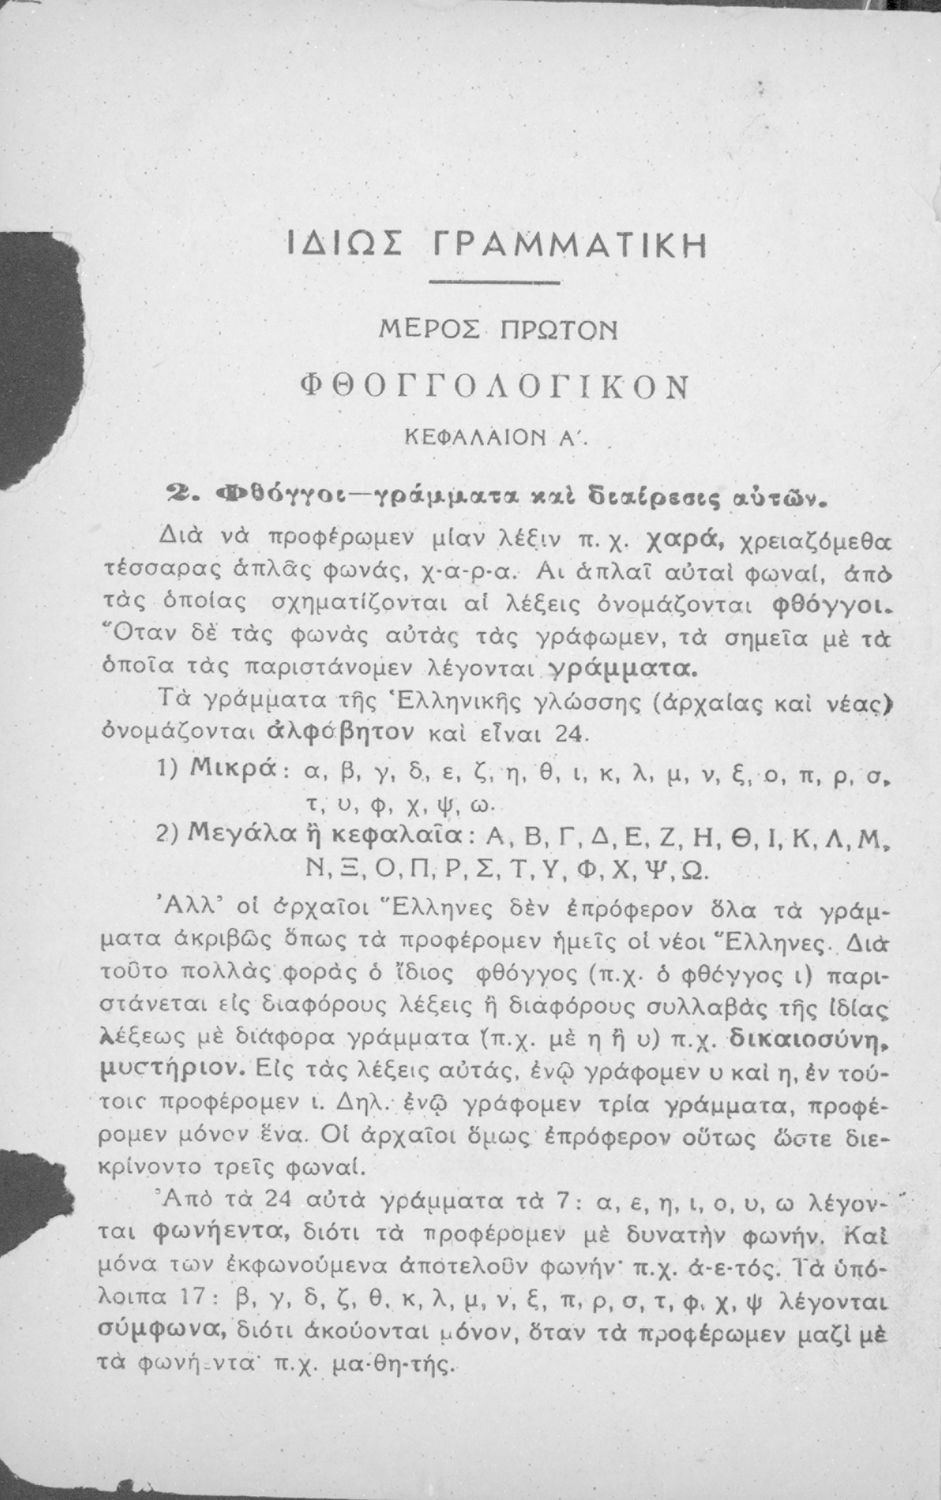 ΙΔΙΩΣ ΓΡΑΜΜΑΤΙΚΗ
ΜΕΡΟΣ ΠΡΩΤΟΝ
ΦΘΟΓΓΟΛΟΓΙΚΟΝ
ΚΕΦΑΛΑΙΟΝ Α΄.
2. Φθόγγοι—γράμματα καὶ διαίρεσις αὐτῶν.
Διὰ νὰ προφέρωμεν μίαν λέξιν π. χ. χαρά, χρειαζόμεθα
τέσσαρας ἁπλᾶς φωνάς, χ-α-ρ-α. Αι ἁπλαῖ αὐταὶ φωναί, ἀπὸ
τὰς ὁποίας σχηματίζονται αἱ λέξεις ὀνομάζονται φθόγγοι.
Ὅταν δὲ τὰς φωνὰς αὐτὰς τὰς γράφωμεν, τὰ σημεῖα μὲ τὰ
ὁποῖα τὰς παριστάνομεν λέγονται γράμματα.
Τὰ γράμματα τῆς Ἑλληνικῆς γλώσσης (ἀρχαίας καὶ νέας)
ὀνομάζονται ἀλφάβητον καὶ εἶναι 24.
1) Μικρά: α, β, γ, δ, ε, ζ, η, θ, ι, κ, λ, μ, ν, ξ, ο, π, ρ, σ,
τ, υ, φ, χ, ψ, ω.
2) Μεγάλα ἢ κεφαλαῖα: Α, Β, Γ, Δ, Ε, Ζ, Η, Θ, Ι, Κ, Λ, Μ,
Ν, Ξ, Ο, Π, Ρ, Σ, Τ, Υ, Φ, Χ, Ψ, Ω.
Ἀλλ' οἱ ἀρχαῖοι Ἕλληνες δὲν ἐπρόφερον ὅλα τὰ γράμ-
ματα ἀκριβῶς ὅπως τὰ προφέρομεν ἡμεῖς οἱ νέοι Ἕλληνες. Διὰ
τοῦτο πολλὰς φορὰς ὁ ἴδιος φθόγγος (π.χ. ὁ φθόγγος ι) παρι-
στάνεται εἰς διαφόρους λέξεις ἢ διαφόρους συλλαβὰς τῆς ἰδίας
λέξεως μὲ διάφορα γράμματα (π.χ. μὲ η ἢ υ) π.χ. δικαιοσύνη,
μυστήριον. Εἰς τὰς λέξεις αὐτάς, ἐνῷ γράφομεν υ καὶ η, ἐν τού-
τοις προφέρομεν ι. Δηλ. ἐνῷ γράφομεν τρία γράμματα, προφέ-
ρομεν μόνον ἕνα. Οἱ ἀρχαῖοι ὅμως ἐπρόφερον οὕτως ὥστε διε-
κρίνοντο τρεῖς φωναί.
Ἀπὸ τὰ 24 αὐτὰ γράμματα τὰ 7: α, ε, η, ι, ο, υ, ω λέγον-
ται φωνήεντα, διότι τὰ προφέρομεν μὲ δυνατὴν φωνήν. Καὶ
μόνα των ἐκφωνούμενα ἀποτελοῦν φωνήν· π.χ. ἀ-ε-τός. Τὰ ὑπό-
λοιπα 17: β, γ, δ, ζ, θ, κ, λ, μ, ν, ξ, π, ρ, σ, τ, φ, χ, ψ λέγονται
σύμφωνα, διότι ἀκούονται μόνον, ὅταν τὰ προφέρωμεν μαζὶ μὲ
τὰ φωνήεντα· π.χ. μα-θη-τής.